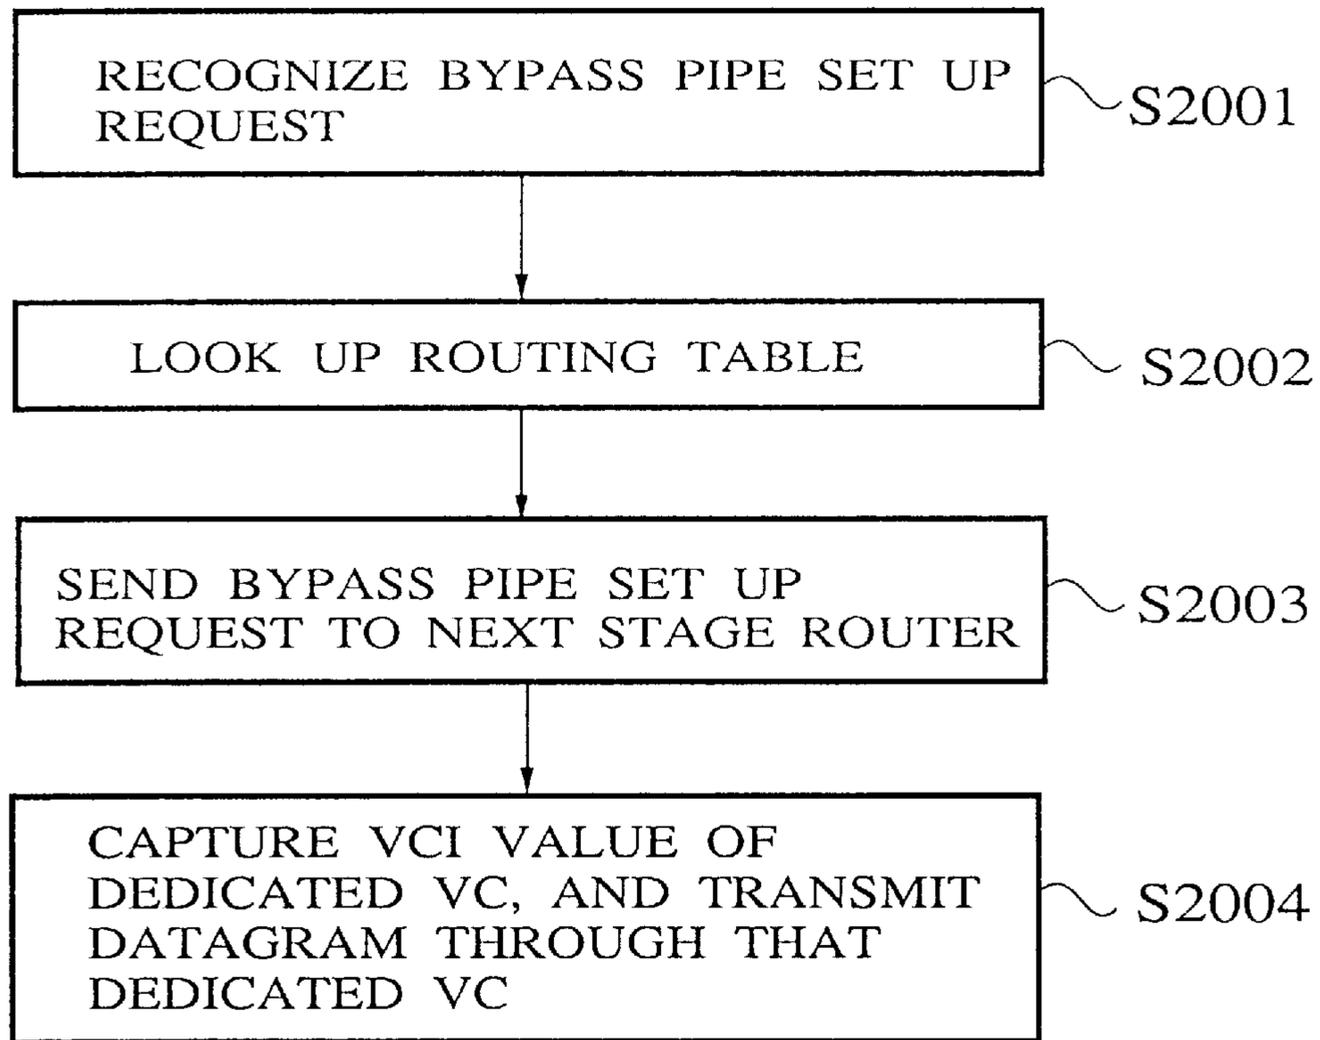 RECOGNIZE BYPASS PIPE SET UP
REQUEST
S2001
LOOK UP ROUTING TABLE
S2002
SEND BYPASS PIPE SET UP
REQUEST TO NEXT STAGE ROUTER
S2003
CAPTURE VCI VALUE OF
DEDICATED VC, AND TRANSMIT
DATAGRAM THROUGH THAT
DEDICATED VC
S2004